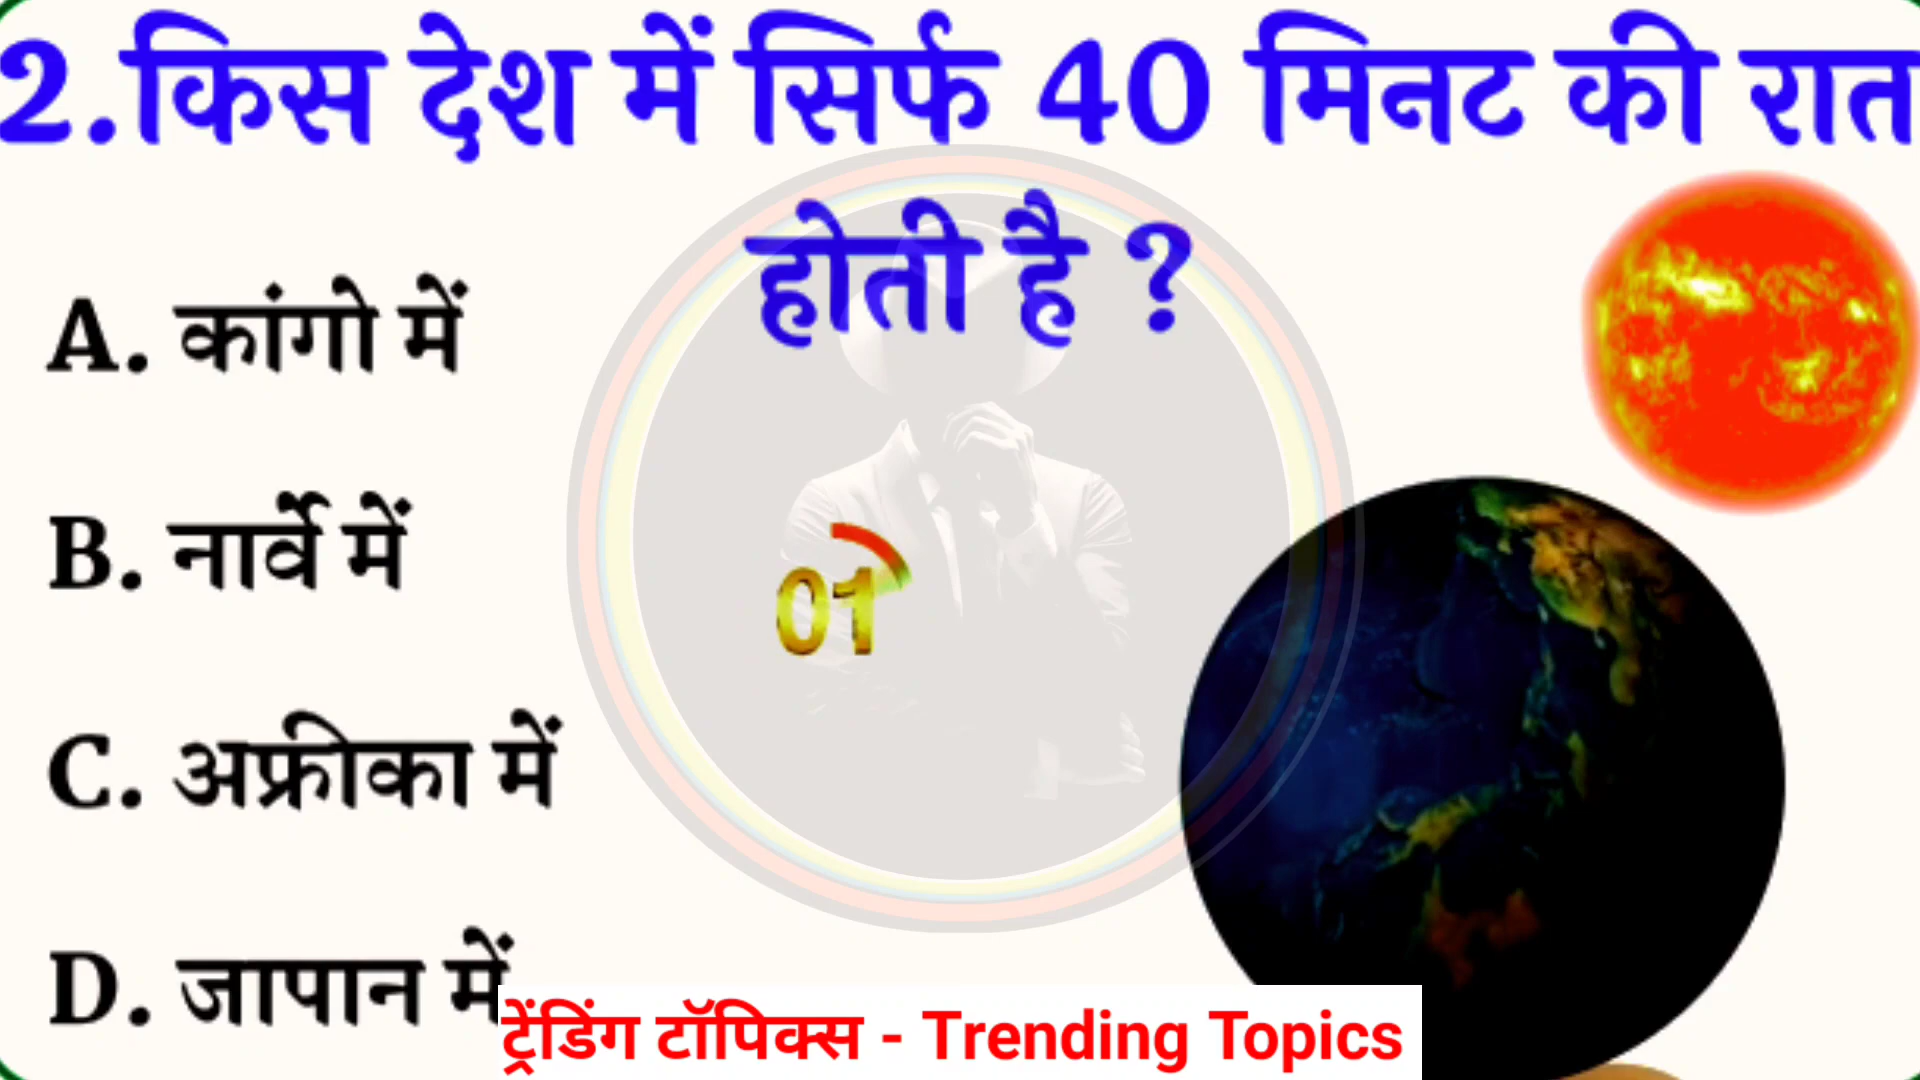 2.किस देश में सिर्फ 40 मिनट की रात
होती है ?
A. कांगो में
B. नार्वे में
01
C. अफ्रीका में
D. जापान में
ट्रेंडिंग टॉपिक्स - Trending Topics